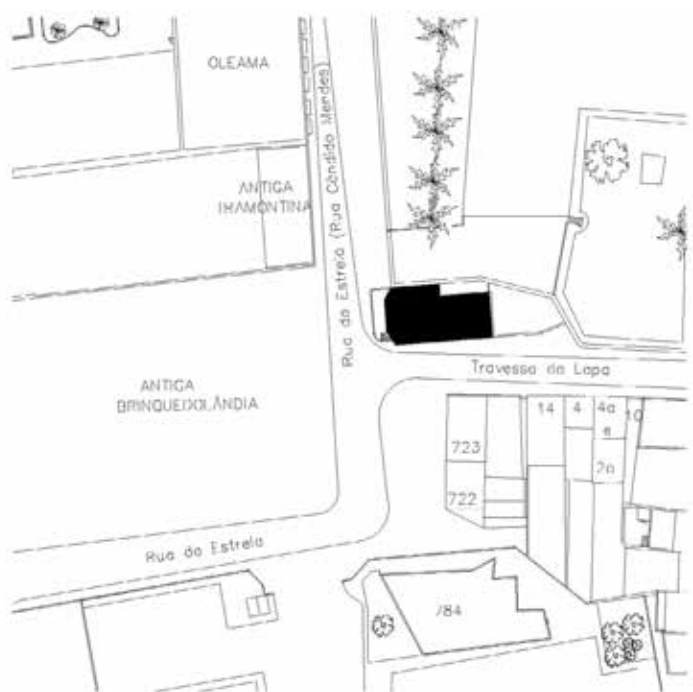 OLEAMA
Rua da Estrela (Rua Cândido Mendes)
ANTIGA
TRAMONTINA
Travessa da Lapa
ANTIGA
BRINQUEDOLÂNDIA
14
4
4a
e
2a
10
723
722
Rua da Estrela
784